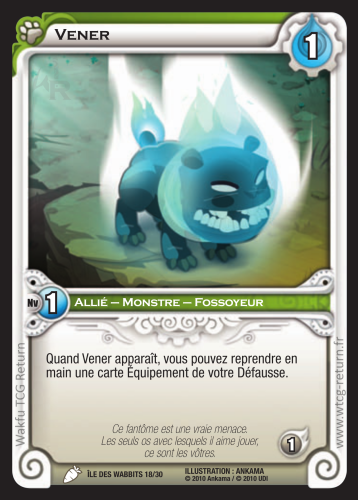 Vener
1
Nv 1 Allié – Monstre – Fossoyeur
Quand Vener apparaît, vous pouvez reprendre en
main une carte Équipement de votre Défausse.
Ce fantôme est une vraie menace.
Les seuls os avec lesquels il aime jouer,
ce sont les vôtres.
1
ÎLE DES WABBITS 18/30
ILLUSTRATION : ANKAMA
© 2010 Ankama / © 2010 UDI
Wakfu TCG Return
www.wtcg-return.fr